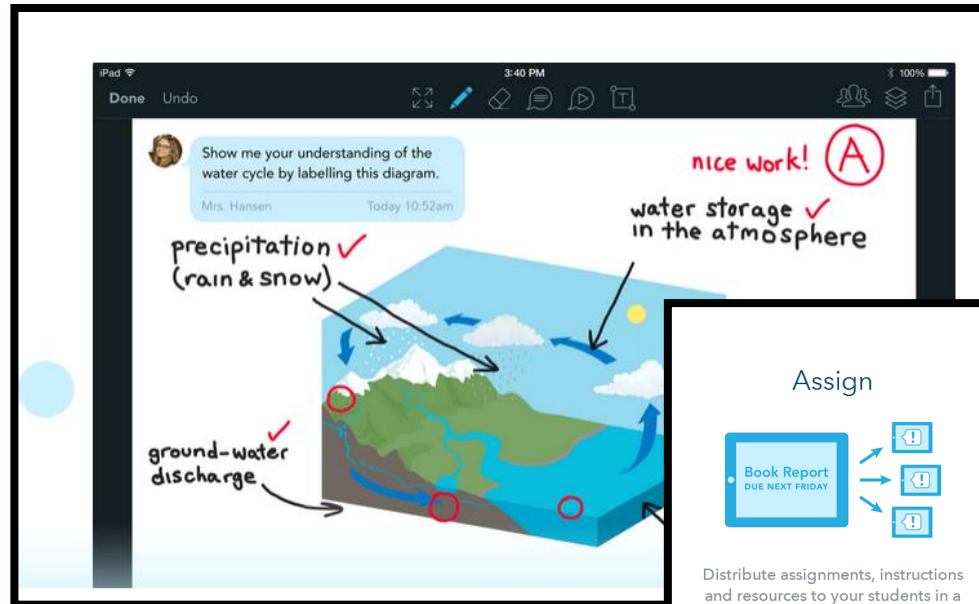 iPad 3:40 PM 100%
Done Undo T
Show me your understanding of the
water cycle by labelling this diagram.
Mrs. Hansen Today 10:52am
nice work! A
water storage
in the atmosphere
precipitation
(rain & snow)
ground-water
discharge
Assign
Book Report
DUE NEXT FRIDAY
!
!
!
Distribute assignments, instructions
and resources to your students in a